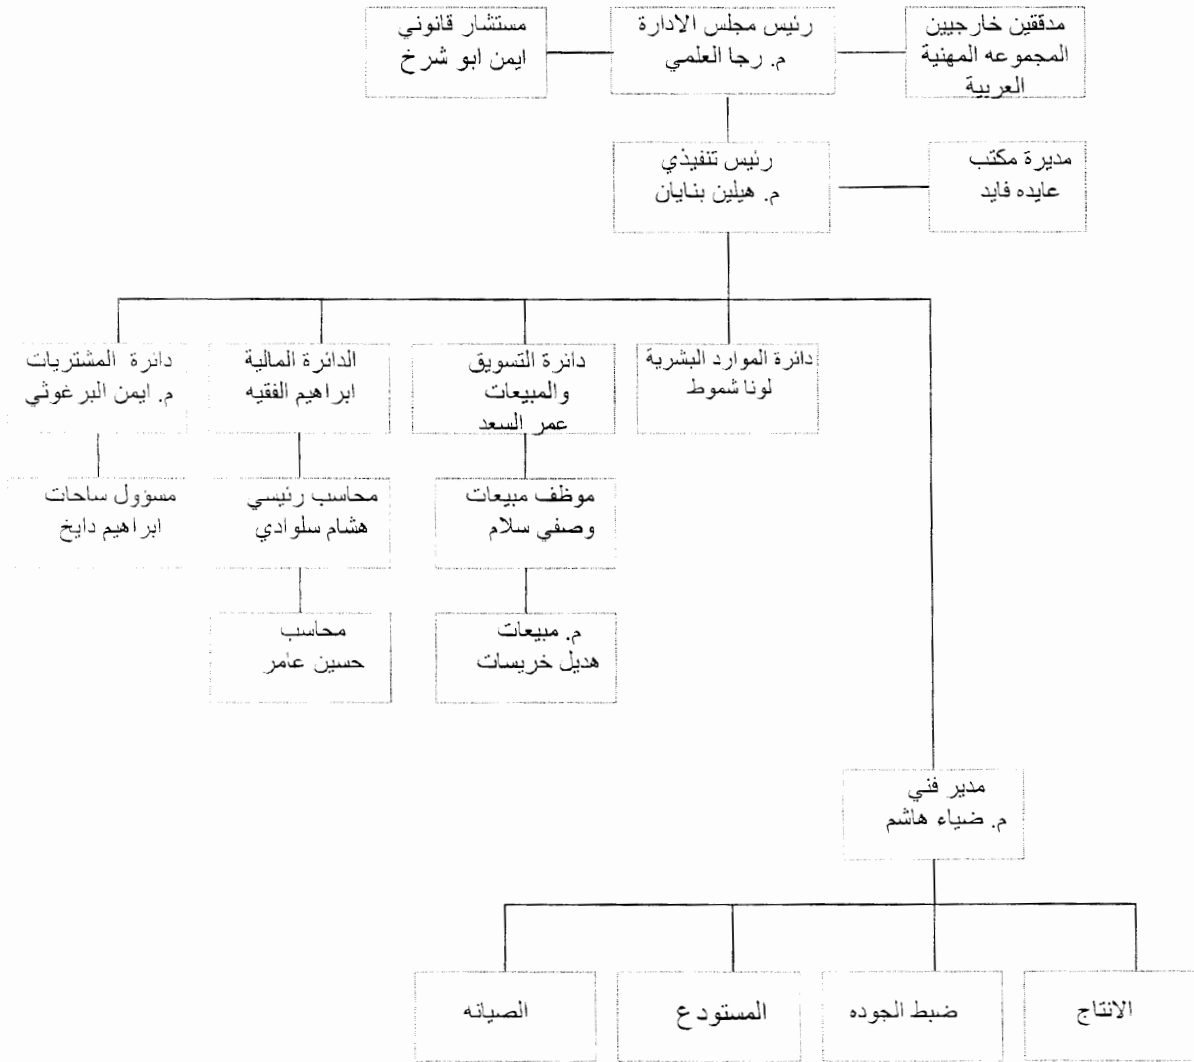 مدققين خارجيين
المجموعه المهنية
العربية
رئيس مجلس الادارة
م. رجا العلمي
مستشار قانوني
ايمن ابو شرخ
مديرة مكتب
عايده فايد
رئيس تنفيذي
م. هيلين بنايان
دائرة الموارد البشرية
لونا شموط
دائرة التسويق
والمبيعات
عمر السعد
الدائرة المالية
ابراهيم الفقيه
دائرة المشتريات
م. ايمن البرغوثي
موظف مبيعات
وصفي سلام
محاسب رئيسي
هشام سلوادي
مسؤول ساحات
ابراهيم دايخ
م. مبيعات
هديل خريسات
محاسب
حسين عامر
مدير فني
م. ضياء هاشم
الانتاج
ضبط الجوده
المستودع
الصيانه